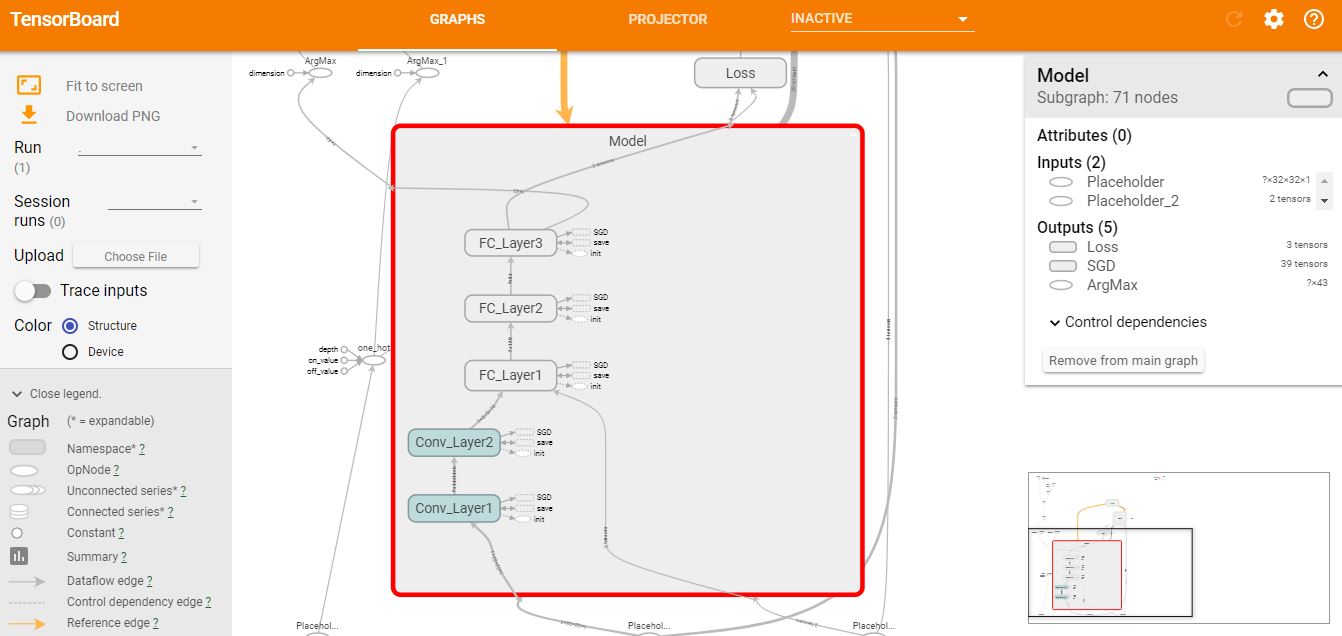 TensorBoard
GRAPHS
PROJECTOR
INACTIVE
Fit to screen
Download PNG
Run
(1)
.
Session
runs (0)
Upload
Choose File
Trace inputs
Color
Structure
Device
Close legend.
Graph
(* = expandable)
Namespace* ?
OpNode ?
Unconnected series* ?
Connected series* ?
Constant ?
Summary ?
Dataflow edge ?
Control dependency edge ?
Reference edge ?
ArgMax
dimension
ArgMax_1
dimension
Loss
Model
2 tensors
FC_Layer3
SGD
save
init
FC_Layer2
SGD
save
init
FC_Layer1
SGD
save
init
depth
one_hot
on_value
off_value
Conv_Layer2
SGD
save
init
Conv_Layer1
SGD
save
init
Placehol...
Placehol...
Placehol...
Model
Subgraph: 71 nodes
Attributes (0)
Inputs (2)
Placeholder
?×32×32×1
Placeholder_2
2 tensors
Outputs (5)
Loss
3 tensors
SGD
39 tensors
ArgMax
?×43
Control dependencies
Remove from main graph